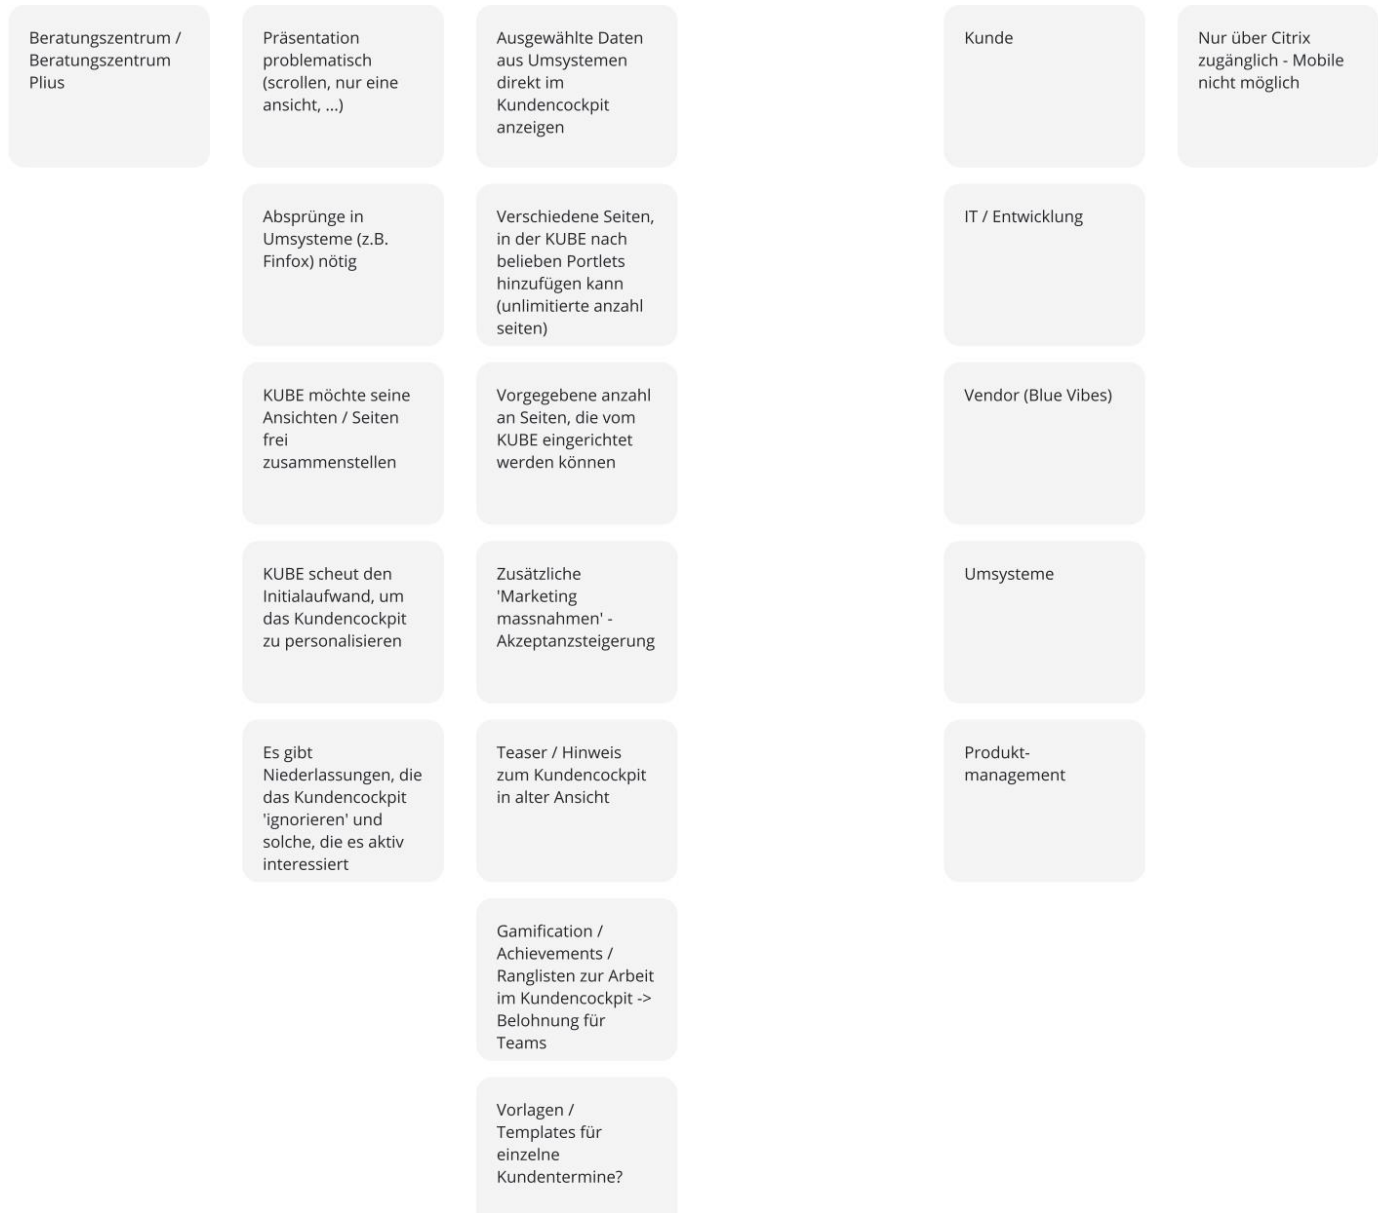 Beratungszentrum /
Beratungszentrum
Plius
Präsentation
problematisch
(scrollen, nur eine
ansicht, ...)
Ausgewählte Daten
aus Umsystemen
direkt im
Kundencockpit
anzeigen
Kunde
Nur über Citrix
zugänglich - Mobile
nicht möglich
Absprünge in
Umsysteme (z.B.
Finfox) nötig
Verschiedene Seiten,
in der KUBE nach
belieben Portlets
hinzufügen kann
(unlimitierte anzahl
seiten)
IT / Entwicklung
KUBE möchte seine
Ansichten / Seiten
frei
zusammenstellen
Vorgegebene anzahl
an Seiten, die vom
KUBE eingerichtet
werden können
Vendor (Blue Vibes)
KUBE scheut den
Initialaufwand, um
das Kundencockpit
zu personalisieren
Zusätzliche
'Marketing
massnahmen' -
Akzeptanzsteigerung
Umsysteme
Es gibt
Niederlassungen, die
das Kundencockpit
'ignorieren' und
solche, die es aktiv
interessiert
Teaser / Hinweis
zum Kundencockpit
in alter Ansicht
Produkt-
management
Gamification /
Achievements /
Ranglisten zur Arbeit
im Kundencockpit ->
Belohnung für
Teams
Vorlagen /
Templates für
einzelne
Kundentermine?